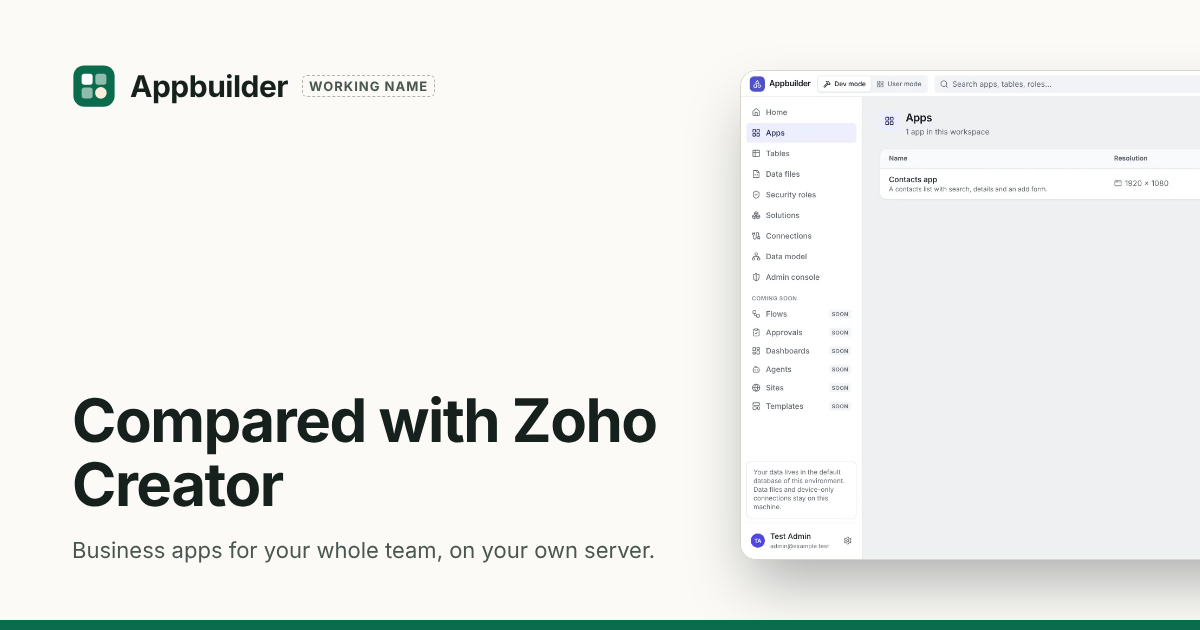 Appbuilder
WORKING NAME
Compared with Zoho
Creator
Business apps for your whole team, on your own server.
Appbuilder
Dev mode
User mode
Search apps, tables, roles...
Home
Apps
Tables
Data files
Security roles
Solutions
Connections
Data model
Admin console
COMING SOON
Flows SOON
Approvals SOON
Dashboards SOON
Agents SOON
Sites SOON
Templates SOON
Your data lives in the default
database of this environment.
Data files and device-only
connections stay on this
machine.
TA
Test Admin
admin@example.test
Apps
1 app in this workspace
Name Resolution
Contacts app
A contacts list with search, details and an add form.
1920 × 1080